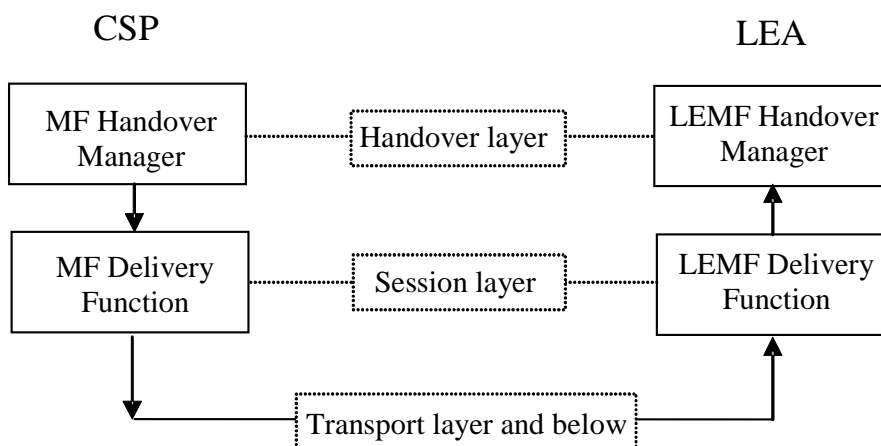 CSP
LEA
MF Handover
Manager
Handover layer
LEMF Handover
Manager
MF Delivery
Function
Session layer
LEMF Delivery
Function
Transport layer and below